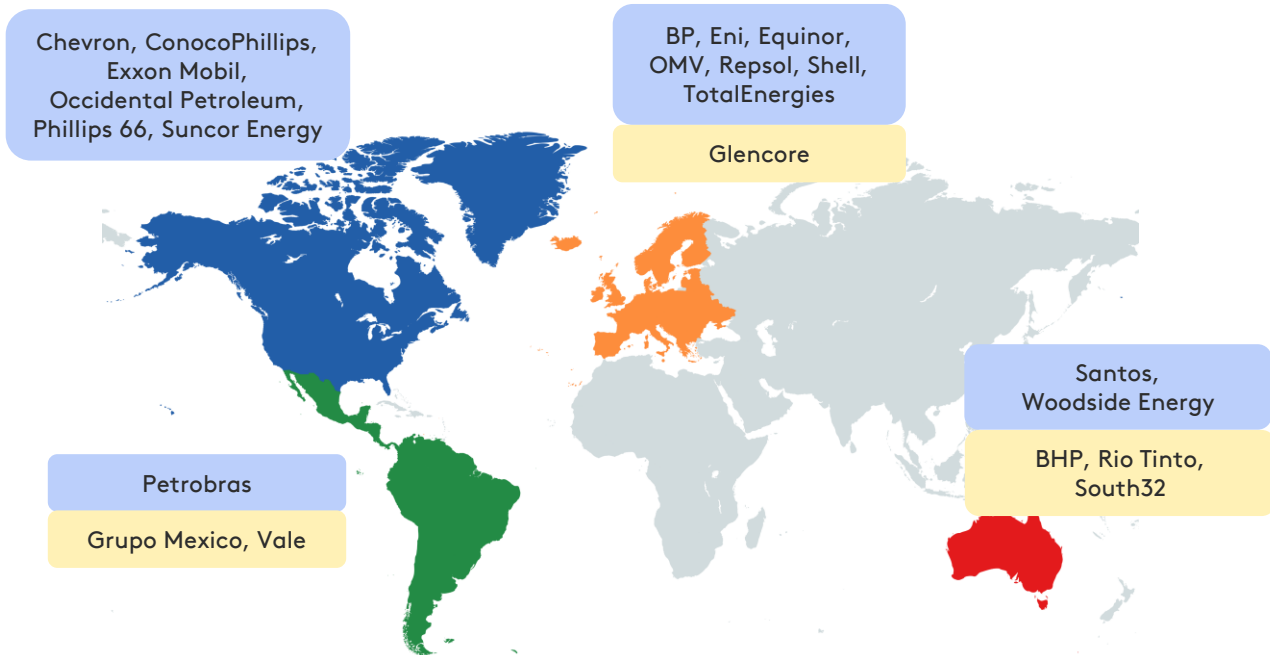 Chevron, ConocoPhillips,
Exxon Mobil,
Occidental Petroleum,
Phillips 66, Suncor Energy
BP, Eni, Equinor,
OMV, Repsol, Shell,
TotalEnergies
Glencore
Santos,
Woodside Energy
BHP, Rio Tinto,
South32
Petrobras
Grupo Mexico, Vale